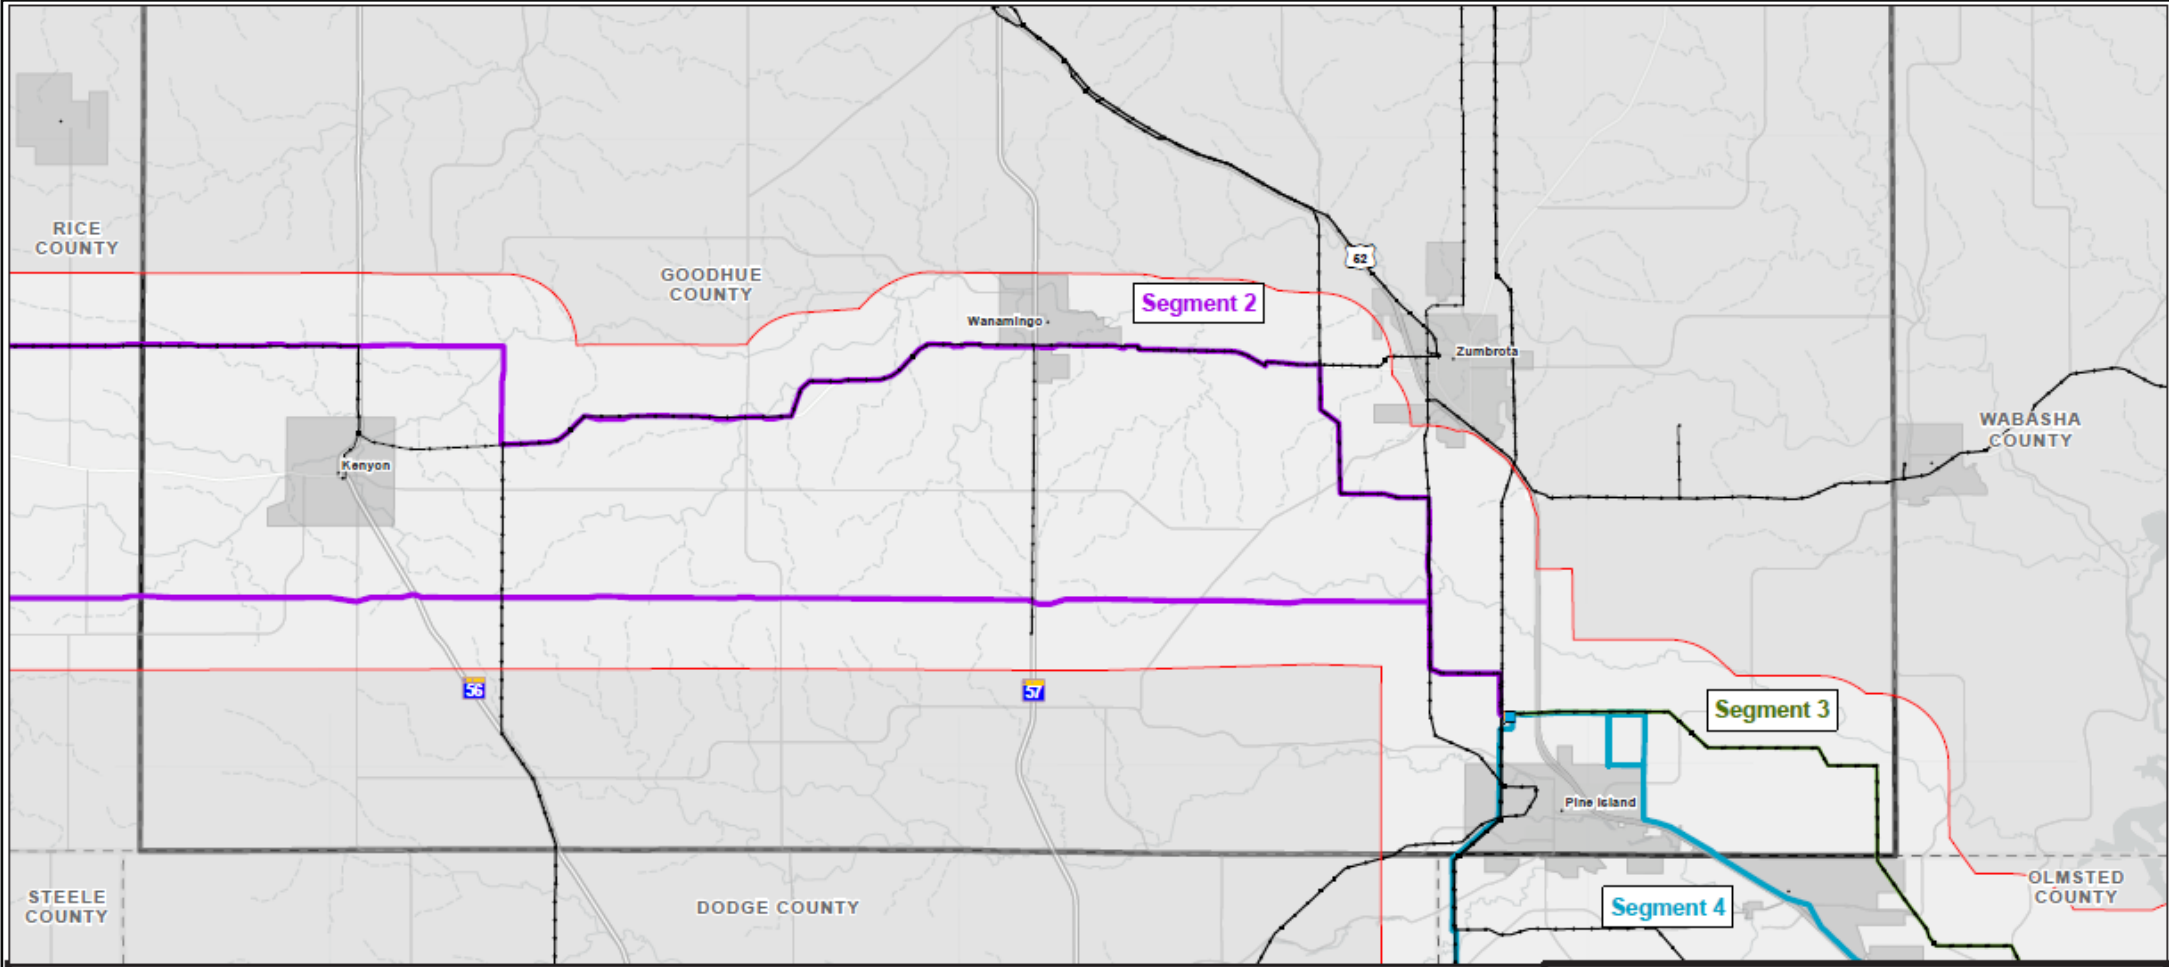 RICE
COUNTY
GOODHUE
COUNTY
62
Segment 2
Wanamingo
Zumbrota
WABASHA
COUNTY
Kenyon
56
57
Segment 3
Pine Island
STEELE
COUNTY
DODGE COUNTY
Segment 4
OLMSTED
COUNTY